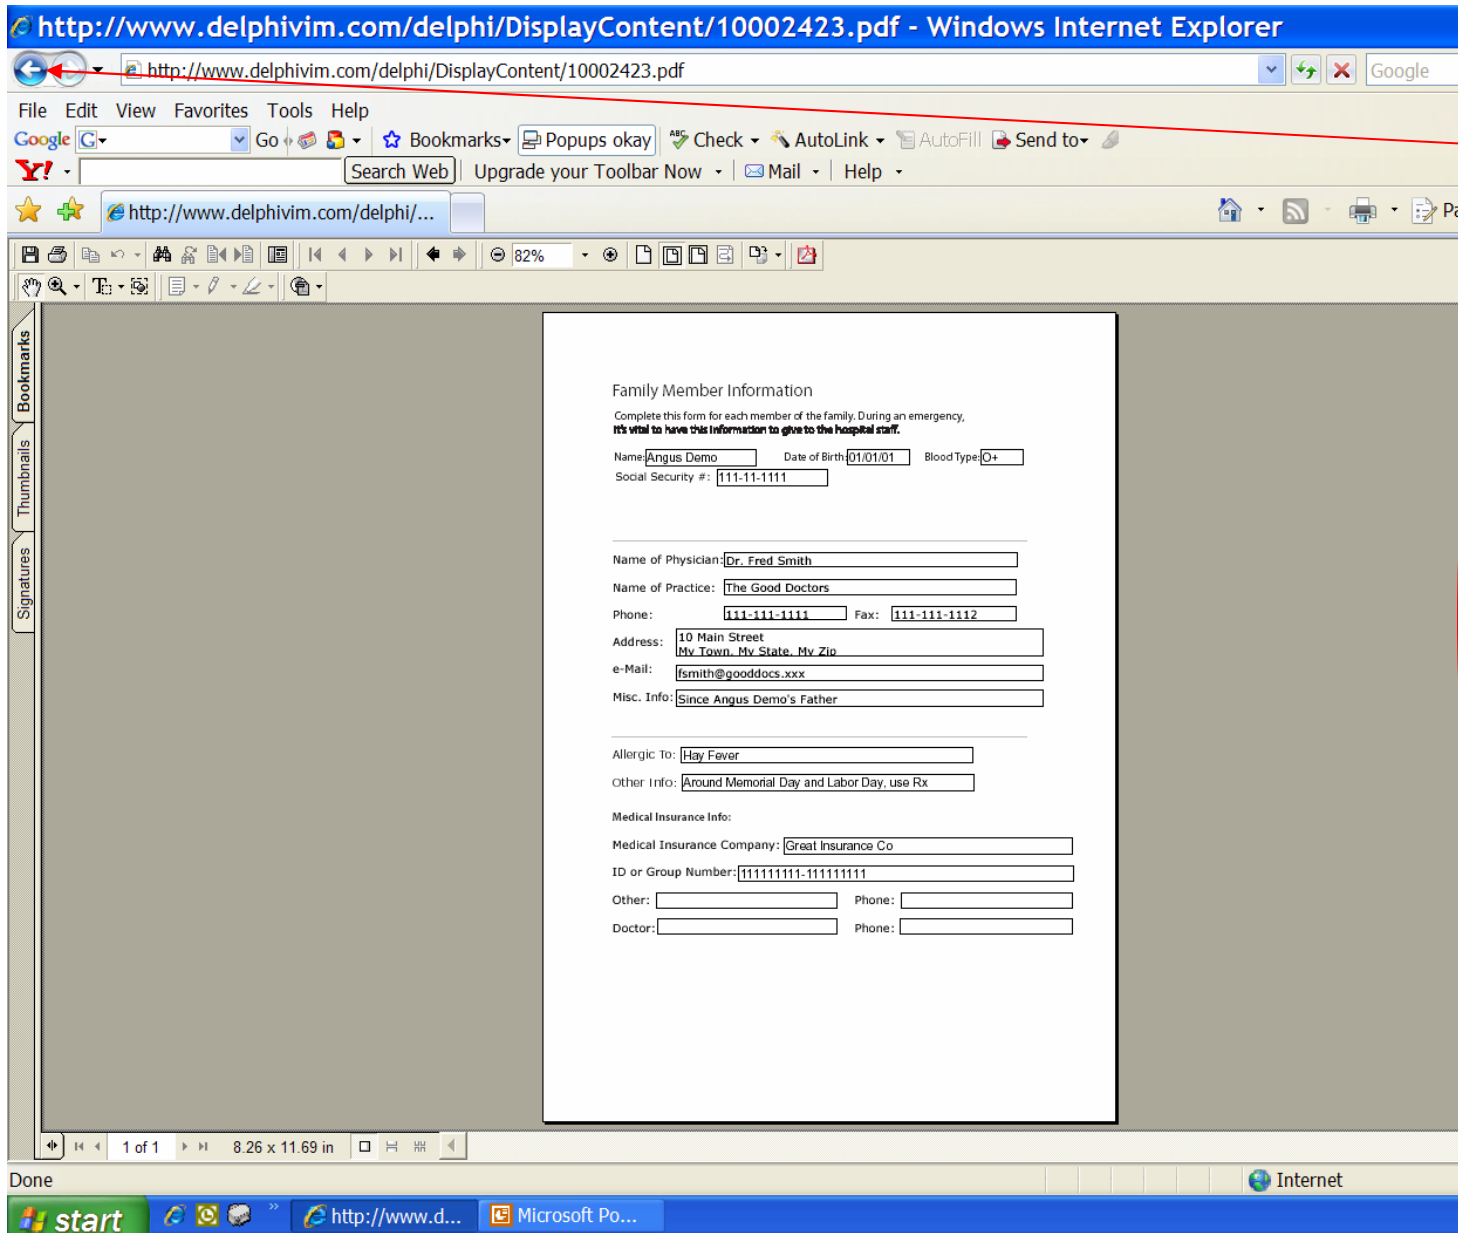 http://www.delphivim.com/delphi/DisplayContent/10002423.pdf - Windows Internet Explorer
http://www.delphivim.com/delphi/DisplayContent/10002423.pdf Google
File Edit View Favorites Tools Help
Google G Go Bookmarks Popups okay ABC Check AutoLink AutoFill Send to
Y! Search Web Upgrade your Toolbar Now Mail Help
http://www.delphivim.com/delphi/... Pa
82%
Bookmarks
Thumbnails
Signatures
Family Member Information
Complete this form for each member of the family. During an emergency,
it's vital to have this information to give to the hospital staff.
Name: Angus Demo Date of Birth: 01/01/01 Blood Type: O+
Social Security #: 111-11-1111
Name of Physician: Dr. Fred Smith
Name of Practice: The Good Doctors
Phone: 111-111-1111 Fax: 111-111-1112
Address: 10 Main Street
My Town, My State, My Zip
e-Mail: fsmith@gooddocs.xxx
Misc. Info: Since Angus Demo's Father
Allergic To: Hay Fever
Other Info: Around Memorial Day and Labor Day, use Rx
Medical Insurance Info:
Medical Insurance Company: Great Insurance Co
ID or Group Number: 111111111-111111111
Other: Phone:
Doctor: Phone:
1 of 1 8.26 x 11.69 in
Done Internet
start http://www.d... Microsoft Po...